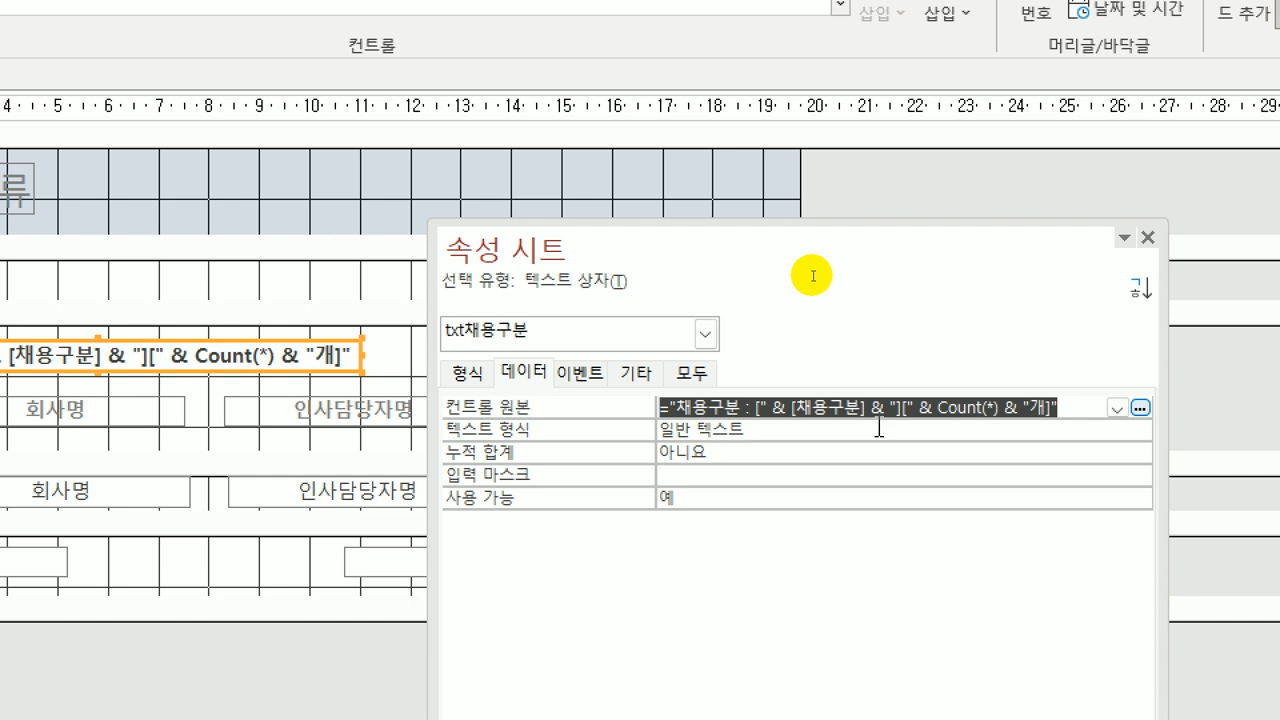 삽입 삽입 번호 날짜 및 시간 드 추가
컨트롤 머리글/바닥글
4 5 6 7 8 9 10 11 12 13 14 15 16 17 18 19 20 21 22 23 24 25 26 27 28 29
류
속성 시트
선택 유형: 텍스트 상자(T)
txt채용구분
[채용구분] & "][" & Count(*) & "개]"
형식 데이터 이벤트 기타 모두
회사명 인사담당자명
컨트롤 원본 ="채용구분 : [" & [채용구분] & "][" & Count(*) & "개]"
텍스트 형식 일반 텍스트
누적 합계 아니요
입력 마스크
회사명 인사담당자명
사용 가능 예